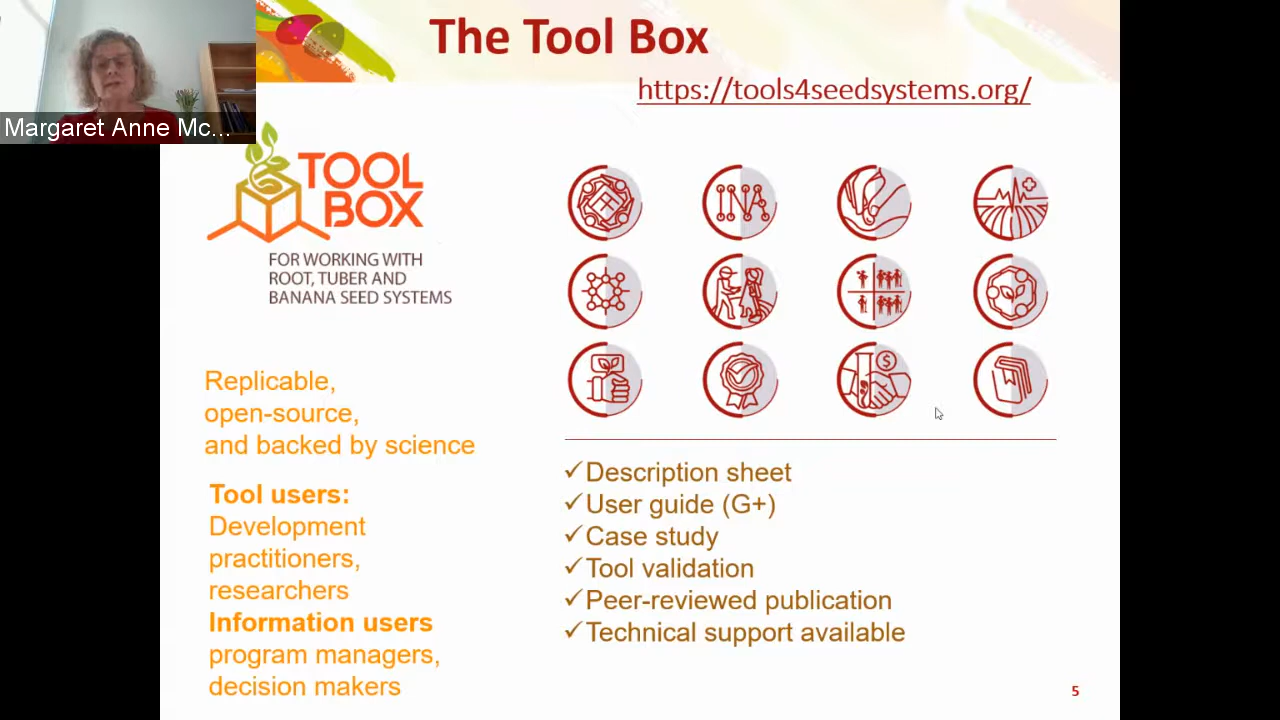 The Tool Box
https://tools4seedsystems.org/
Margaret Anne Mc...
TOOL
BOX
FOR WORKING WITH
ROOT, TUBER AND
BANANA SEED SYSTEMS
INA
$
Replicable,
open-source,
and backed by science
Tool users:
Development
practitioners,
researchers
Information users
program managers,
decision makers
✓Description sheet
✓User guide (G+)
✓Case study
✓Tool validation
✓Peer-reviewed publication
✓Technical support available
5